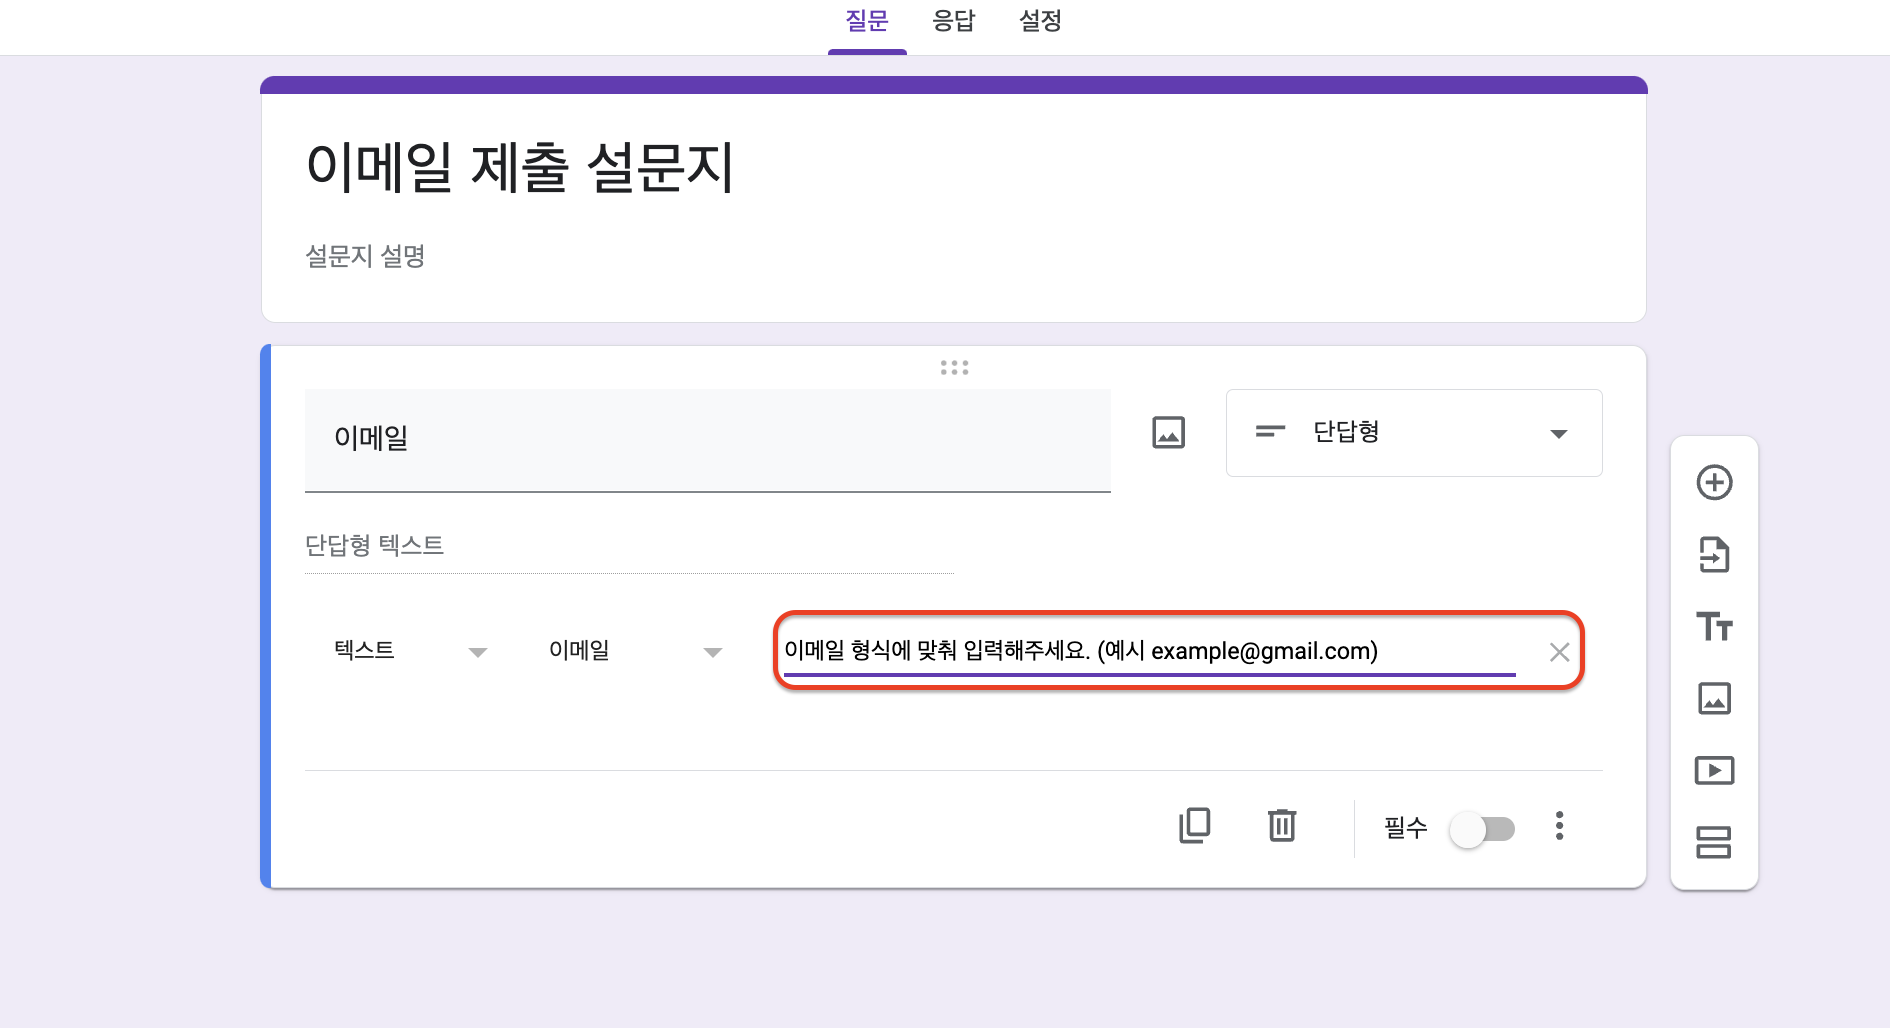 질문 응답 설정
이메일 제출 설문지
설문지 설명
이메일
단답형
단답형 텍스트
텍스트 이메일 이메일 형식에 맞춰 입력해주세요. (예시 example@gmail.com)
필수